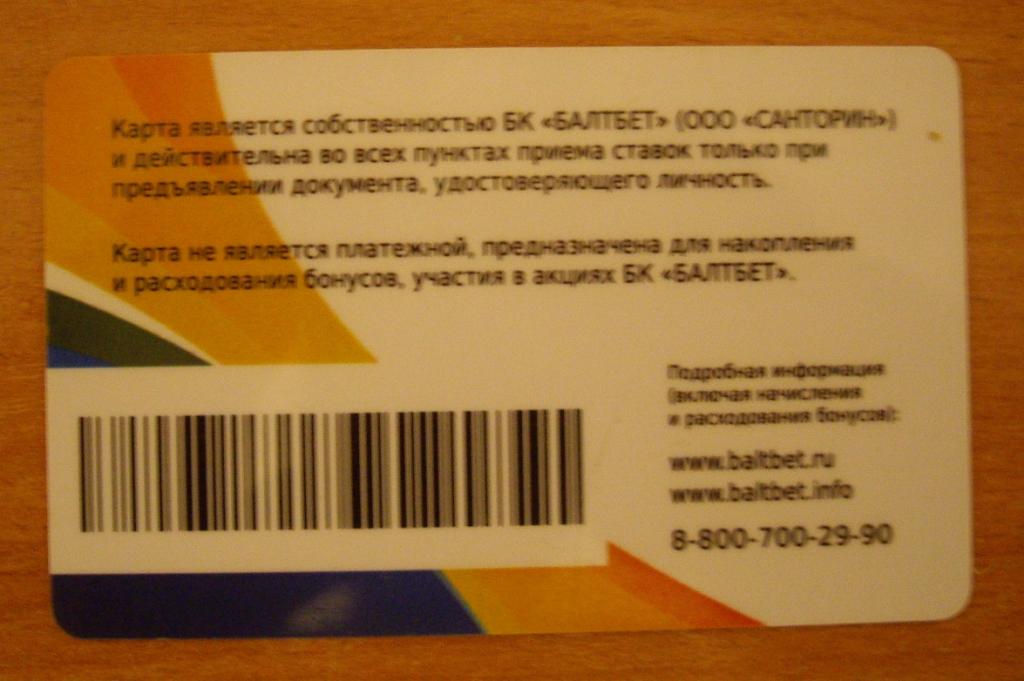 Карта является собственностью БК «БАЛТБЕТ» (ООО «САНТОРИН»)
и действительна во всех пунктах приема ставок только при
предъявлении документа, удостоверяющего личность.
Карта не является платежной, предназначена для накопления
и расходования бонусов, участия в акциях БК «БАЛТБЕТ».
Подробная информация
(включая начисления
и расходования бонусов):
www.baltbet.ru
www.baltbet.info
8-800-700-29-90